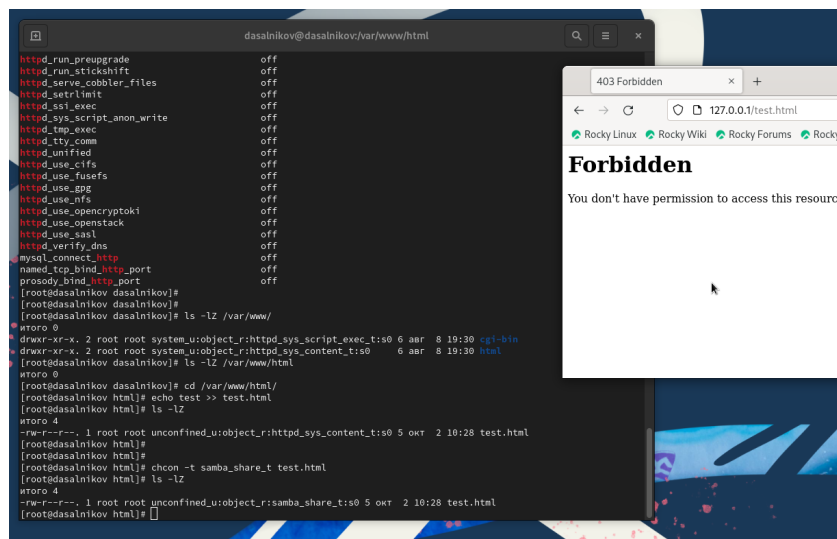 dasalnikov@dasalnikov:/var/www/html
httpd_run_preupgrade off
httpd_run_stickshift off
httpd_serve_cobbler_files off
httpd_setrlimit off
httpd_ssi_exec off
httpd_sys_script_anon_write off
httpd_tmp_exec off
httpd_tty_comm off
httpd_unified off
httpd_use_cifs off
httpd_use_fusefs off
httpd_use_gpg off
httpd_use_nfs off
httpd_use_opencryptoki off
httpd_use_openstack off
httpd_use_sasl off
httpd_verify_dns off
mysql_connect_http off
named_tcp_bind_http_port off
prosody_bind_http_port off
[root@dasalnikov dasalnikov]#
[root@dasalnikov dasalnikov]#
[root@dasalnikov dasalnikov]# ls -lZ /var/www/
итого 0
drwxr-xr-x. 2 root root system_u:object_r:httpd_sys_script_exec_t:s0 6 авг 8 19:30 cgi-bin
drwxr-xr-x. 2 root root system_u:object_r:httpd_sys_content_t:s0 6 авг 8 19:30 html
[root@dasalnikov dasalnikov]# ls -lZ /var/www/html
итого 0
[root@dasalnikov dasalnikov]# cd /var/www/html/
[root@dasalnikov html]# echo test >> test.html
[root@dasalnikov html]# ls -lZ
итого 4
-rw-r--r--. 1 root root unconfined_u:object_r:httpd_sys_content_t:s0 5 окт 2 10:28 test.html
[root@dasalnikov html]#
[root@dasalnikov html]#
[root@dasalnikov html]# chcon -t samba_share_t test.html
[root@dasalnikov html]# ls -lZ
итого 4
-rw-r--r--. 1 root root unconfined_u:object_r:samba_share_t:s0 5 окт 2 10:28 test.html
[root@dasalnikov html]#
403 Forbidden
127.0.0.1/test.html
Rocky Linux Rocky Wiki Rocky Forums Rocky
Forbidden
You don't have permission to access this resourc